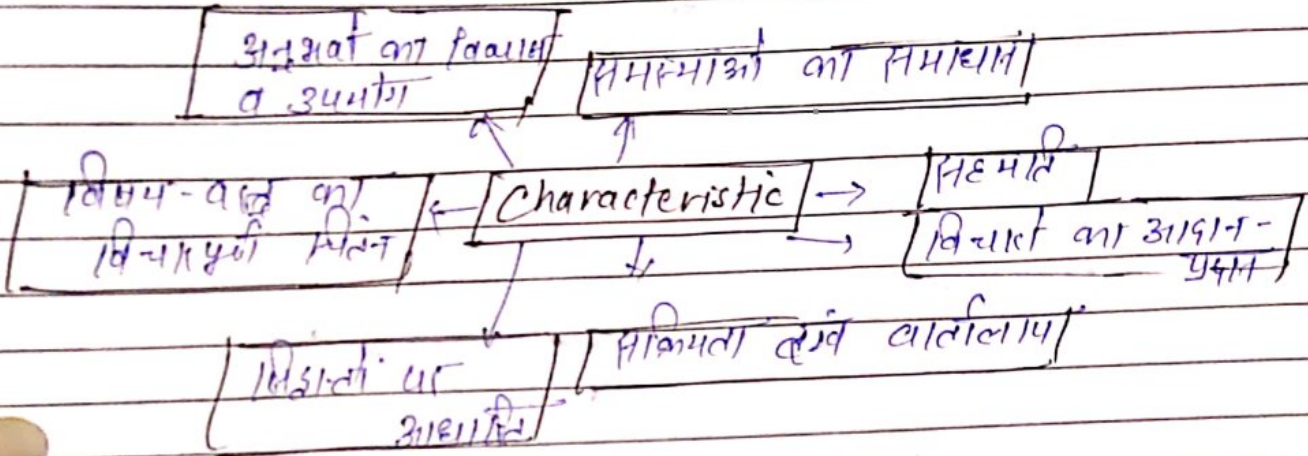 अनुभवों का विकास
व उपयोग
समस्याओं का समाधान
विषय-वस्तु का
विचारपूर्ण चिंतन
Characteristic
सहमति
विचारों का आदान-
प्रदान
सिद्धान्तों पर
आधारित
सक्रियता एवं वार्तालाप